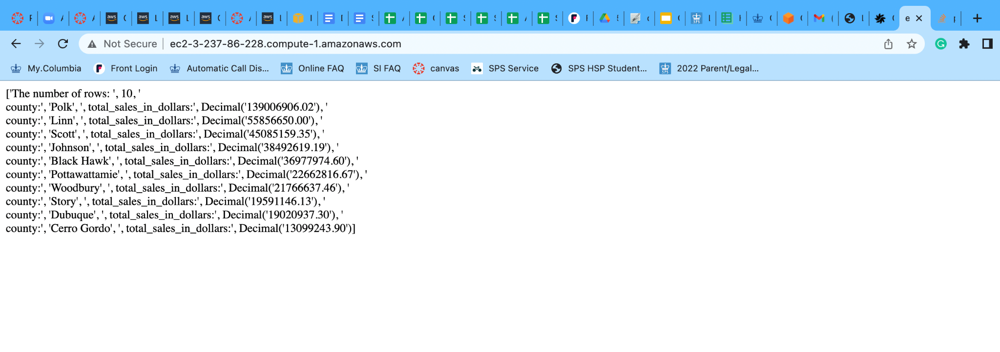 Not Secure | ec2-3-237-86-228.compute-1.amazonaws.com
My.Columbia Front Login Automatic Call Dis... Online FAQ SI FAQ canvas SPS Service SPS HSP Student... 2022 Parent/Legal...
['The number of rows: ', 10, '
county:', 'Polk', ', total_sales_in_dollars:', Decimal('139006906.02'), '
county:', 'Linn', ', total_sales_in_dollars:', Decimal('55856650.00'), '
county:', 'Scott', ', total_sales_in_dollars:', Decimal('45085159.35'), '
county:', 'Johnson', ', total_sales_in_dollars:', Decimal('38492619.19'), '
county:', 'Black Hawk', ', total_sales_in_dollars:', Decimal('36977974.60'), '
county:', 'Pottawattamie', ', total_sales_in_dollars:', Decimal('22662816.67'), '
county:', 'Woodbury', ', total_sales_in_dollars:', Decimal('21766637.46'), '
county:', 'Story', ', total_sales_in_dollars:', Decimal('19591146.13'), '
county:', 'Dubuque', ', total_sales_in_dollars:', Decimal('19020937.30'), '
county:', 'Cerro Gordo', ', total_sales_in_dollars:', Decimal('13099243.90')]